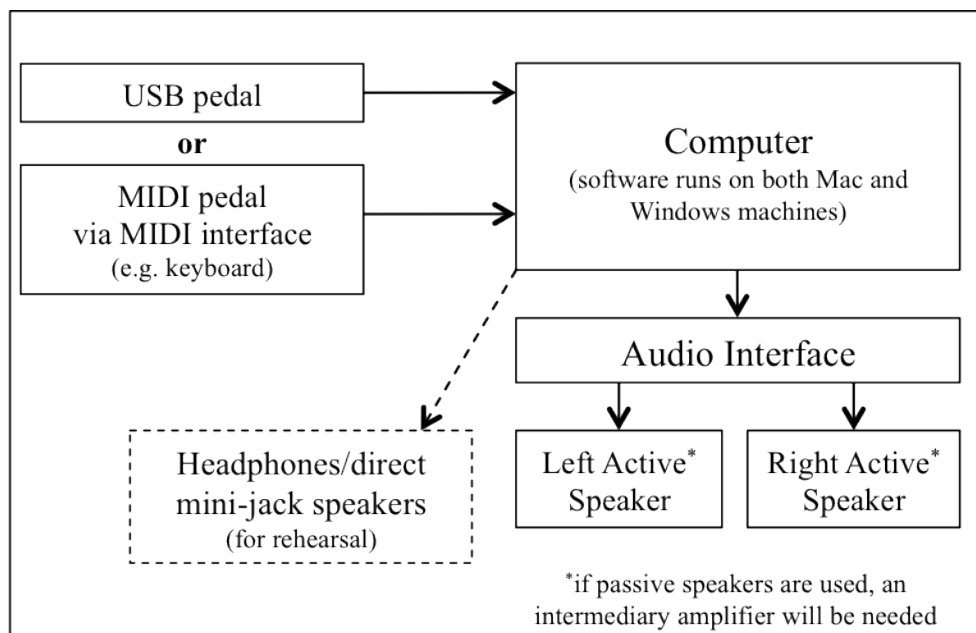 USB pedal
or
MIDI pedal
via MIDI interface
(e.g. keyboard)
Computer
(software runs on both Mac and
Windows machines)
Audio Interface
Headphones/direct
mini-jack speakers
(for rehearsal)
Left Active*
Speaker
Right Active*
Speaker
*if passive speakers are used, an
intermediary amplifier will be needed